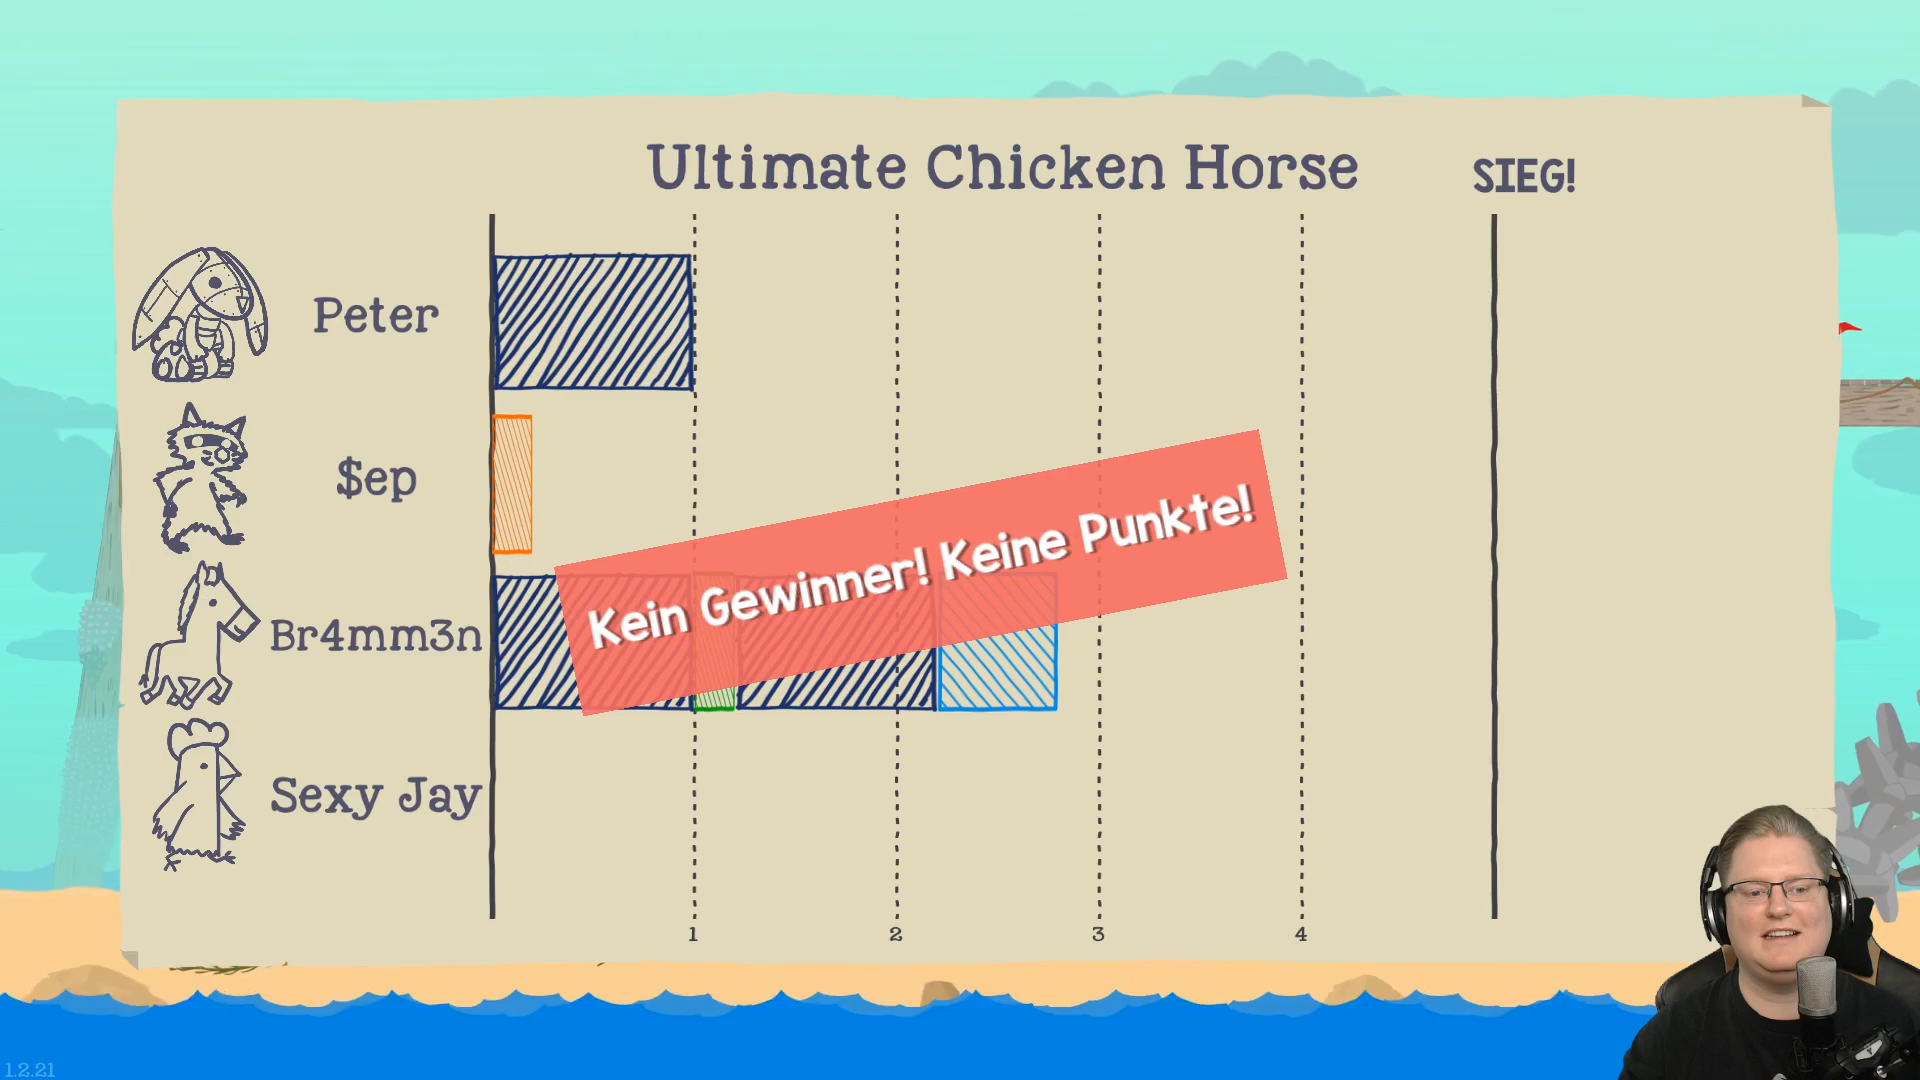 Ultimate Chicken Horse
SIEG!
Peter
$ep
Kein Gewinner! Keine Punkte!
Br4mm3n
Sexy Jay
1 2 3 4
1.2.21